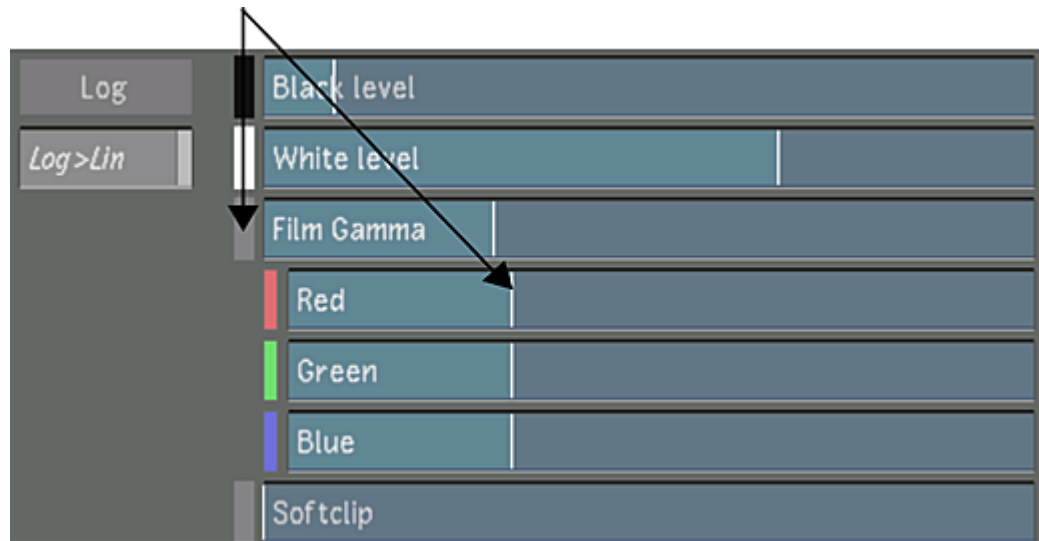 Log
Black level
Log>Lin
White level
Film Gamma
Red
Green
Blue
Softclip